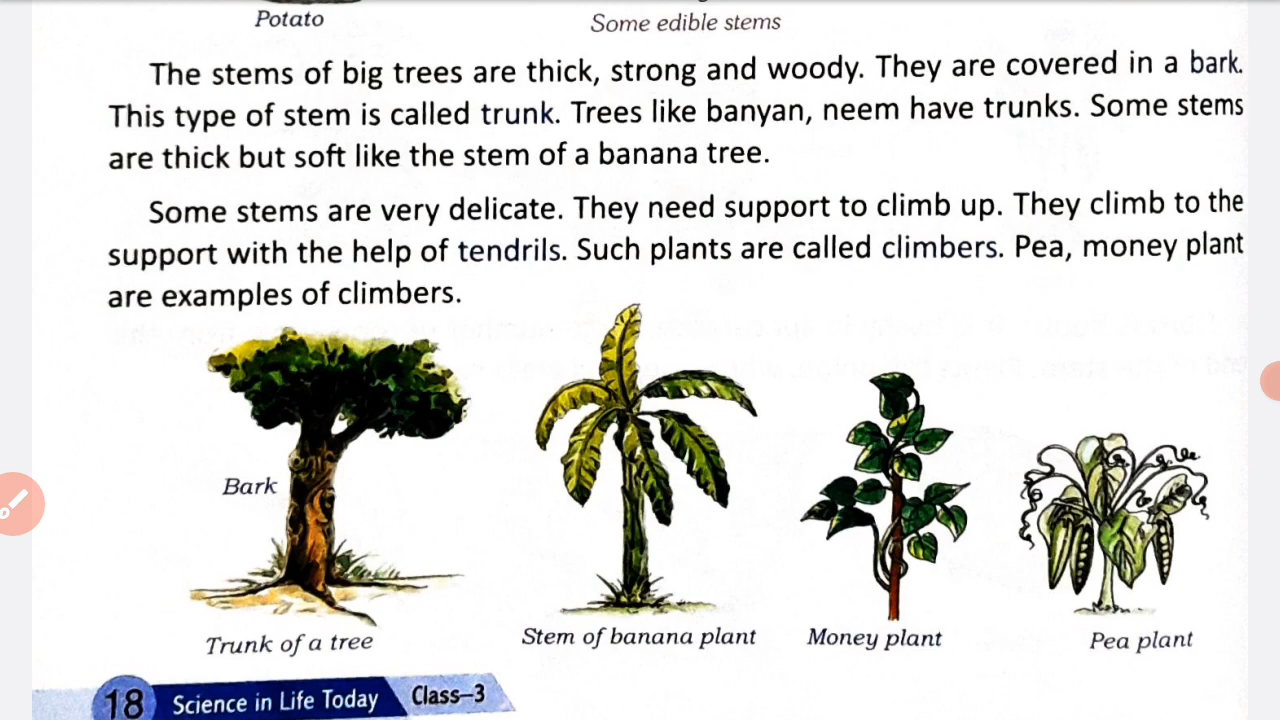 Potato
Some edible stems
The stems of big trees are thick, strong and woody. They are covered in a bark.
This type of stem is called trunk. Trees like banyan, neem have trunks. Some stems
are thick but soft like the stem of a banana tree.
Some stems are very delicate. They need support to climb up. They climb to the
support with the help of tendrils. Such plants are called climbers. Pea, money plant
are examples of climbers.
Bark
Trunk of a tree
Stem of banana plant
Money plant
Pea plant
18 Science in Life Today Class–3